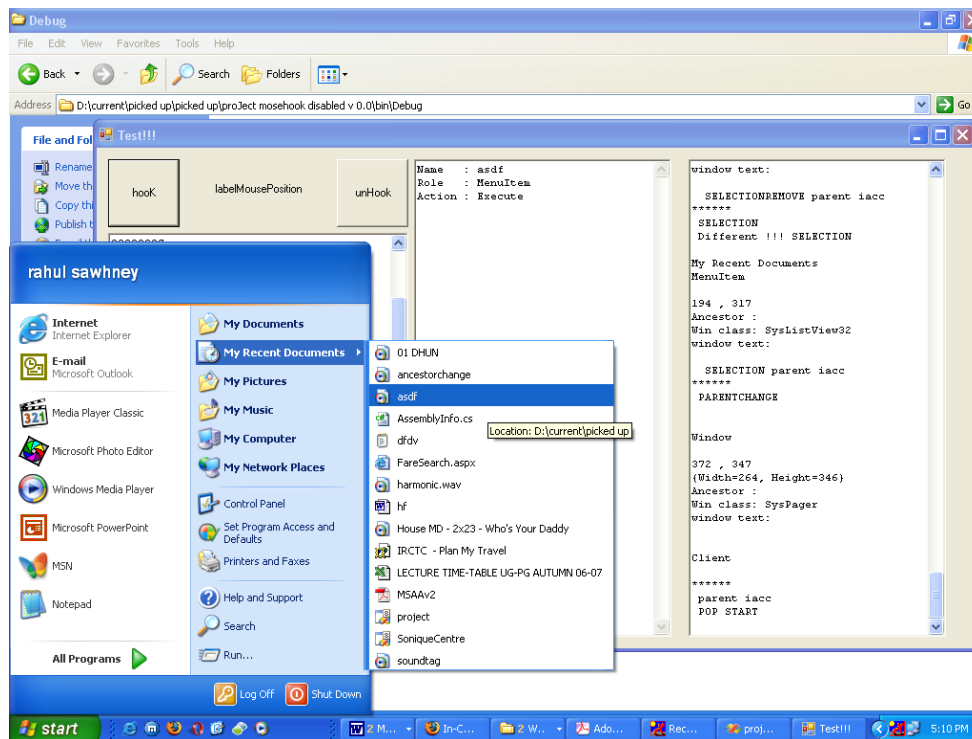 Debug
File Edit View Favorites Tools Help
Back Search Folders
Address D:\current\picked up\picked up\proJect mosehook disabled v 0.0\bin\Debug Go
File and Fol
Rename
Move th
Copy thi
Publish t
Test!!!
hooK labelMousePosition unHook
Name : asdf
Role : MenuItem
Action : Execute
window text:
SELECTIONREMOVE parent iacc
******
SELECTION
Different !!! SELECTION
My Recent Documents
MenuItem
194 , 317
Ancestor :
Win class: SysListView32
window text:
SELECTION parent iacc
******
PARENTCHANGE
Window
372 , 347
{Width=264, Height=346}
Ancestor :
Win class: SysPager
window text:
Client
******
parent iacc
POP START
rahul sawhney
Internet
Internet Explorer
E-mail
Microsoft Outlook
Media Player Classic
Microsoft Photo Editor
Windows Media Player
Microsoft PowerPoint
MSN
Notepad
All Programs
My Documents
My Recent Documents
My Pictures
My Music
My Computer
My Network Places
Control Panel
Set Program Access and
Defaults
Printers and Faxes
Help and Support
Search
Run...
01 DHUN
ancestorchange
asdf
AssemblyInfo.cs
Location: D:\current\picked up
dfdv
FareSearch.aspx
harmonic.wav
hf
House MD - 2x23 - Who's Your Daddy
IRCTC - Plan My Travel
LECTURE TIME-TABLE UG-PG AUTUMN 06-07
MSAAv2
project
SoniqueCentre
soundtag
Log Off Shut Down
start 2 M... In-C... 2 W... Ado... Rec... proj... Test!!! 5:10 PM